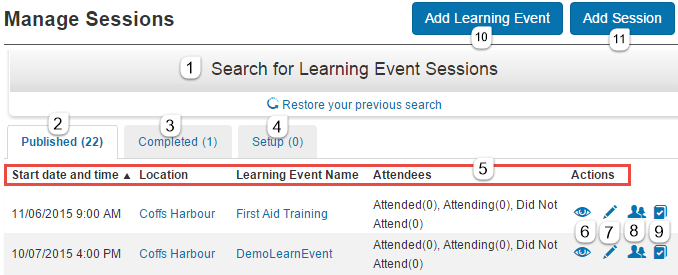 Manage Sessions
Add Learning Event
Add Session
10
11
1 Search for Learning Event Sessions
Restore your previous search
2
3
4
Published (22)
Completed (1)
Setup (0)
5
Start date and time ▲ Location Learning Event Name Attendees Actions
11/06/2015 9:00 AM Coffs Harbour First Aid Training Attended(0), Attending(0), Did Not
Attend(0)
6 7 8 9
10/07/2015 4:00 PM Coffs Harbour DemoLearnEvent Attended(0), Attending(0), Did Not
Attend(0)